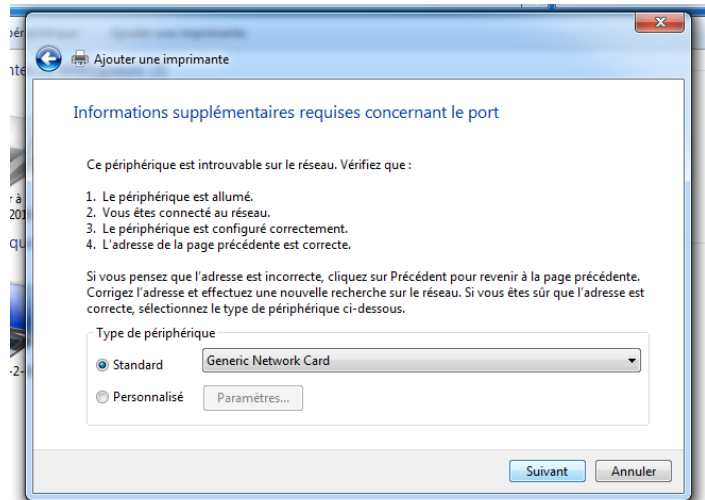 Ajouter une imprimante
Informations supplémentaires requises concernant le port
Ce périphérique est introuvable sur le réseau. Vérifiez que :
1. Le périphérique est allumé.
2. Vous êtes connecté au réseau.
3. Le périphérique est configuré correctement.
4. L'adresse de la page précédente est correcte.
Si vous pensez que l'adresse est incorrecte, cliquez sur Précédent pour revenir à la page précédente.
Corrigez l'adresse et effectuez une nouvelle recherche sur le réseau. Si vous êtes sûr que l'adresse est
correcte, sélectionnez le type de périphérique ci-dessous.
Type de périphérique
Standard
Generic Network Card
Personnalisé
Paramètres...
Suivant
Annuler